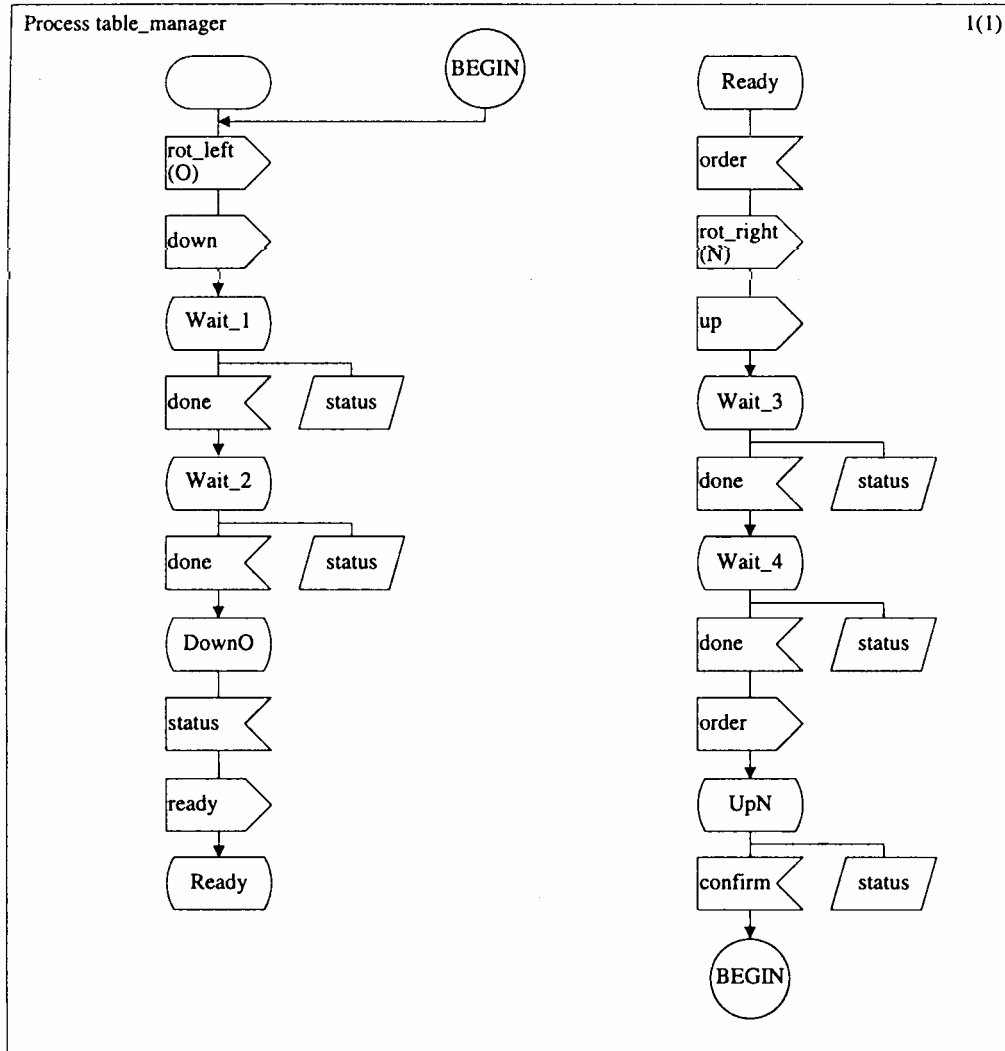 Process table_manager
1(1)
BEGIN
rot_left
(O)
down
Wait_1
done
status
Wait_2
done
status
DownO
status
ready
Ready
Ready
order
rot_right
(N)
up
Wait_3
done
status
Wait_4
done
status
order
UpN
confirm
status
BEGIN